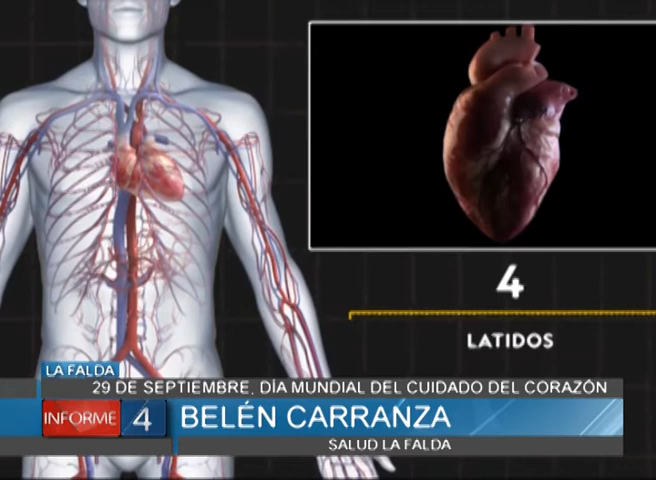 4
LATIDOS
LA FALDA
29 DE SEPTIEMBRE, DÍA MUNDIAL DEL CUIDADO DEL CORAZÓN
INFORME 4 BELÉN CARRANZA
SALUD LA FALDA